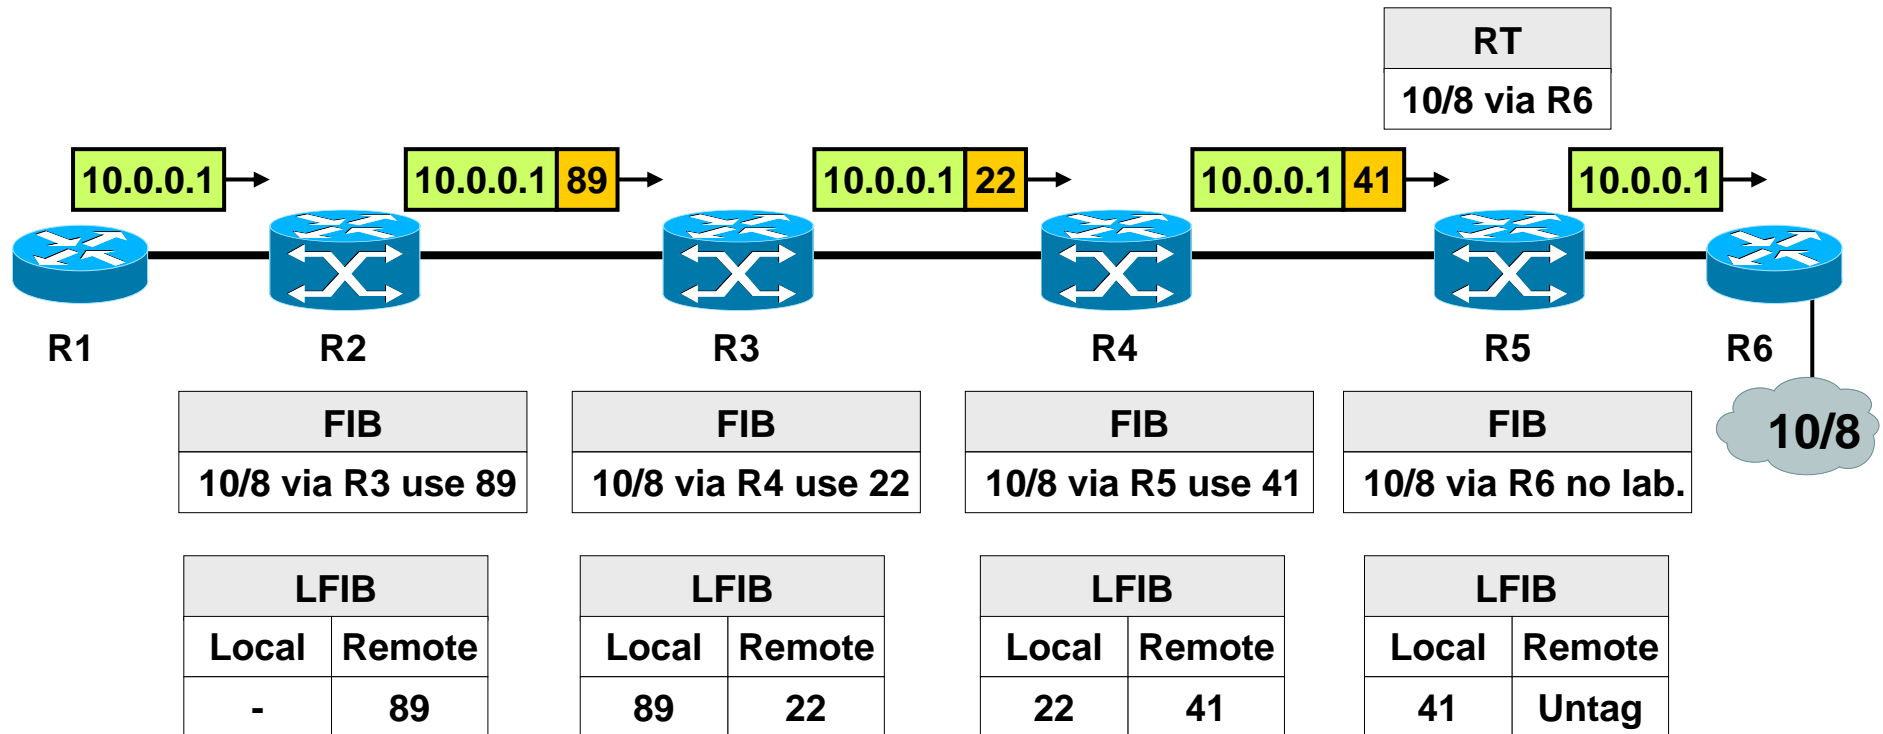 RT
10/8 via R6
10.0.0.1
10.0.0.1 89
10.0.0.1 22
10.0.0.1 41
10.0.0.1
R1
R2
R3
R4
R5
R6
10/8
FIB
10/8 via R3 use 89
FIB
10/8 via R4 use 22
FIB
10/8 via R5 use 41
FIB
10/8 via R6 no lab.
LFIB
Local Remote
- 89
LFIB
Local Remote
89 22
LFIB
Local Remote
22 41
LFIB
Local Remote
41 Untag